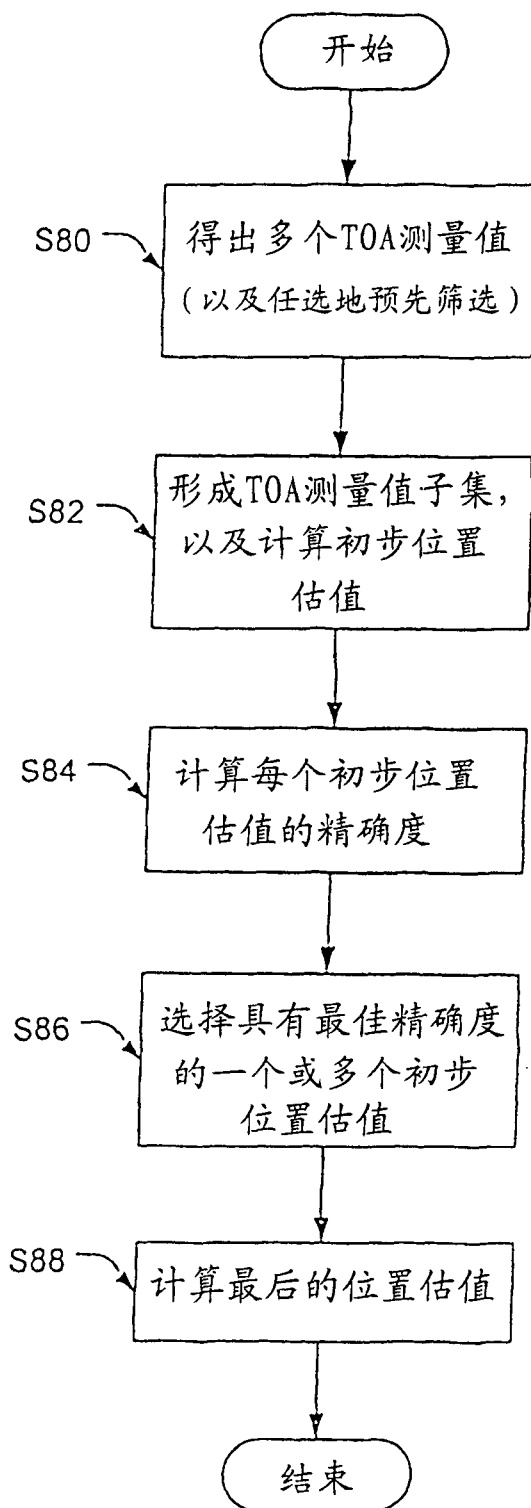 开始
S80
得出多个TOA测量值
(以及任选地预先筛选)
S82
形成TOA测量值子集,
以及计算初步位置
估值
S84
计算每个初步位置
估值的精确度
S86
选择具有最佳精确度
的一个或多个初步
位置估值
S88
计算最后的位置估值
结束